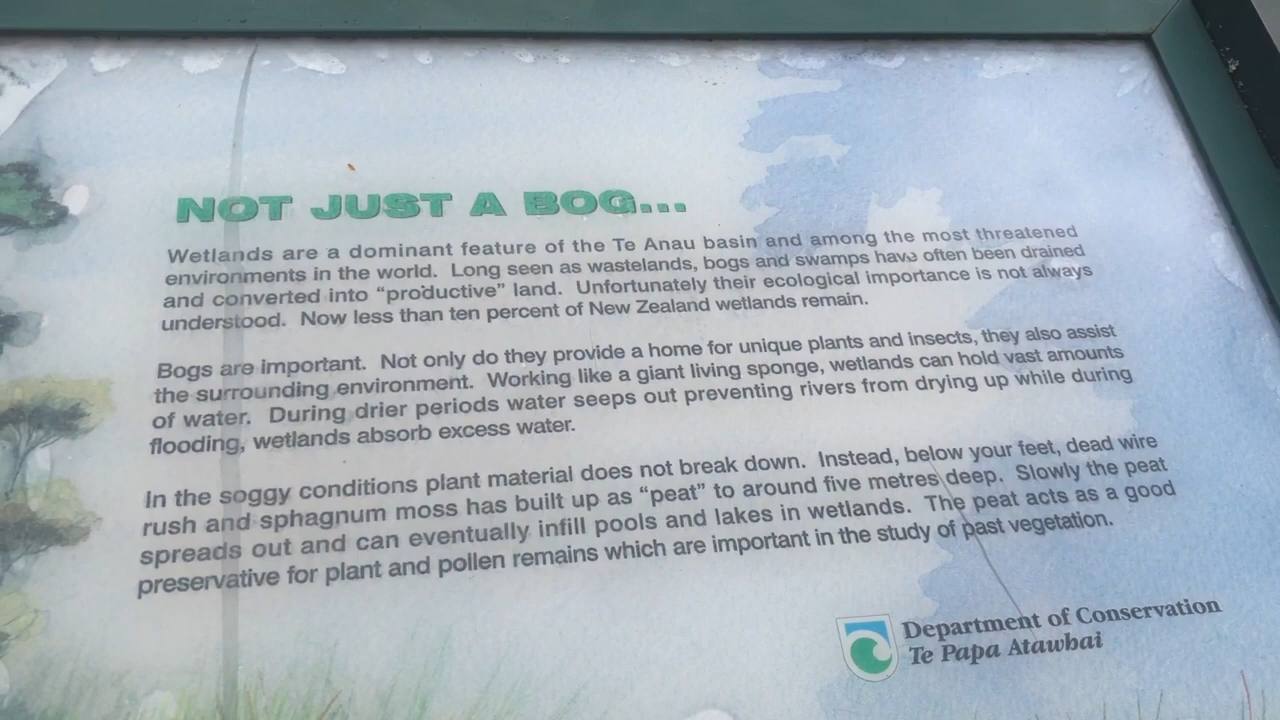 NOT JUST A BOG...
Wetlands are a dominant feature of the Te Anau basin and among the most threatened
environments in the world. Long seen as wastelands, bogs and swamps have often been drained
and converted into “productive” land. Unfortunately their ecological importance is not always
understood. Now less than ten percent of New Zealand wetlands remain.
Bogs are important. Not only do they provide a home for unique plants and insects, they also assist
the surrounding environment. Working like a giant living sponge, wetlands can hold vast amounts
of water. During drier periods water seeps out preventing rivers from drying up while during
flooding, wetlands absorb excess water.
In the soggy conditions plant material does not break down. Instead, below your feet, dead wire
rush and sphagnum moss has built up as “peat” to around five metres deep. Slowly the peat
spreads out and can eventually infill pools and lakes in wetlands. The peat acts as a good
preservative for plant and pollen remains which are important in the study of past vegetation.
Department of Conservation
Te Papa Atawhai